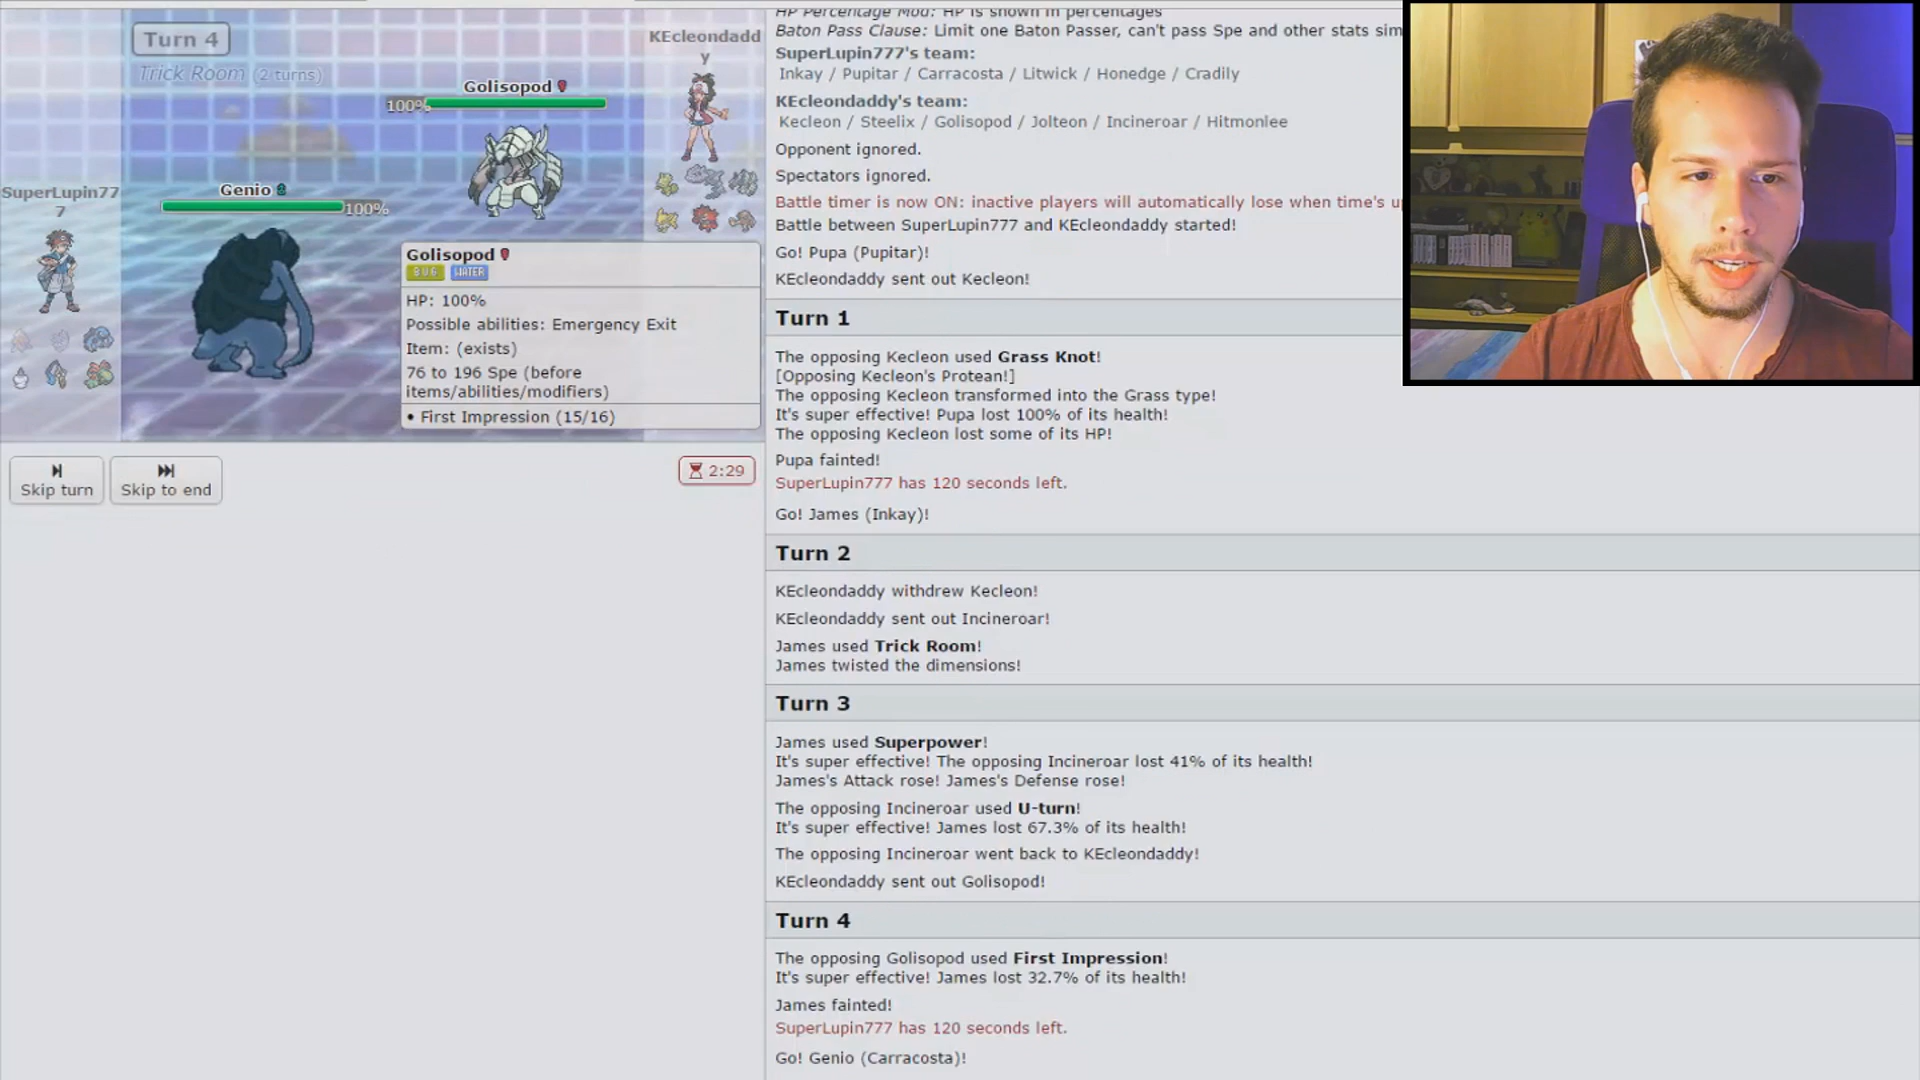 Turn 4
Trick Room (2 turns)
KEcleondadd
y
Golisopod
100%
SuperLupin77
7
Genio
100%
Golisopod
BUG WATER
HP: 100%
Possible abilities: Emergency Exit
Item: (exists)
76 to 196 Spe (before
items/abilities/modifiers)
• First Impression (15/16)
Skip turn
Skip to end
2:29
HP Percentage Mod: HP is shown in percentages
Baton Pass Clause: Limit one Baton Passer, can't pass Spe and other stats sim
SuperLupin777's team:
Inkay / Pupitar / Carracosta / Litwick / Honedge / Cradily
KEcleondaddy's team:
Kecleon / Steelix / Golisopod / Jolteon / Incineroar / Hitmonlee
Opponent ignored.
Spectators ignored.
Battle timer is now ON: inactive players will automatically lose when time's u
Battle between SuperLupin777 and KEcleondaddy started!
Go! Pupa (Pupitar)!
KEcleondaddy sent out Kecleon!
Turn 1
The opposing Kecleon used Grass Knot!
[Opposing Kecleon's Protean!]
The opposing Kecleon transformed into the Grass type!
It's super effective! Pupa lost 100% of its health!
The opposing Kecleon lost some of its HP!
Pupa fainted!
SuperLupin777 has 120 seconds left.
Go! James (Inkay)!
Turn 2
KEcleondaddy withdrew Kecleon!
KEcleondaddy sent out Incineroar!
James used Trick Room!
James twisted the dimensions!
Turn 3
James used Superpower!
It's super effective! The opposing Incineroar lost 41% of its health!
James's Attack rose! James's Defense rose!
The opposing Incineroar used U-turn!
It's super effective! James lost 67.3% of its health!
The opposing Incineroar went back to KEcleondaddy!
KEcleondaddy sent out Golisopod!
Turn 4
The opposing Golisopod used First Impression!
It's super effective! James lost 32.7% of its health!
James fainted!
SuperLupin777 has 120 seconds left.
Go! Genio (Carracosta)!